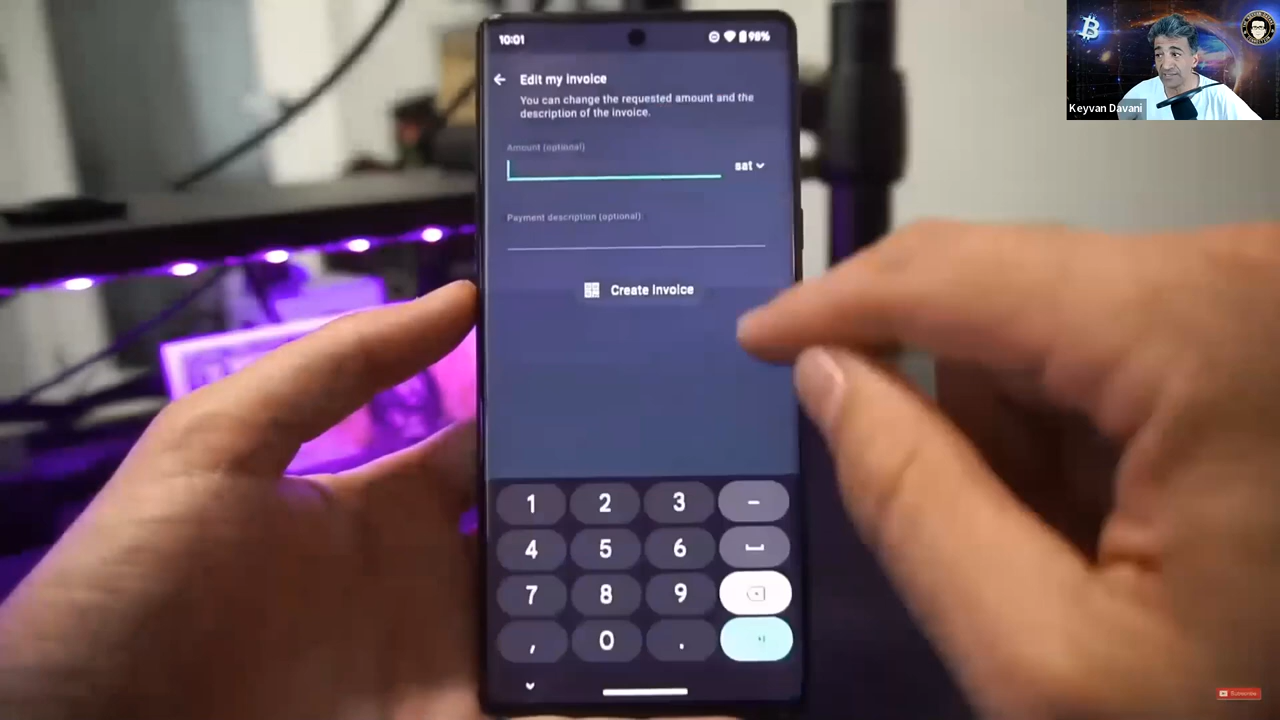 10:01
98%
Edit my invoice
You can change the requested amount and the
description of the invoice.
Amount (optional)
sat
Payment description (optional)
Create invoice
1 2 3 -
4 5 6
7 8 9
, 0 .
Keyvan Davani
Subscribe